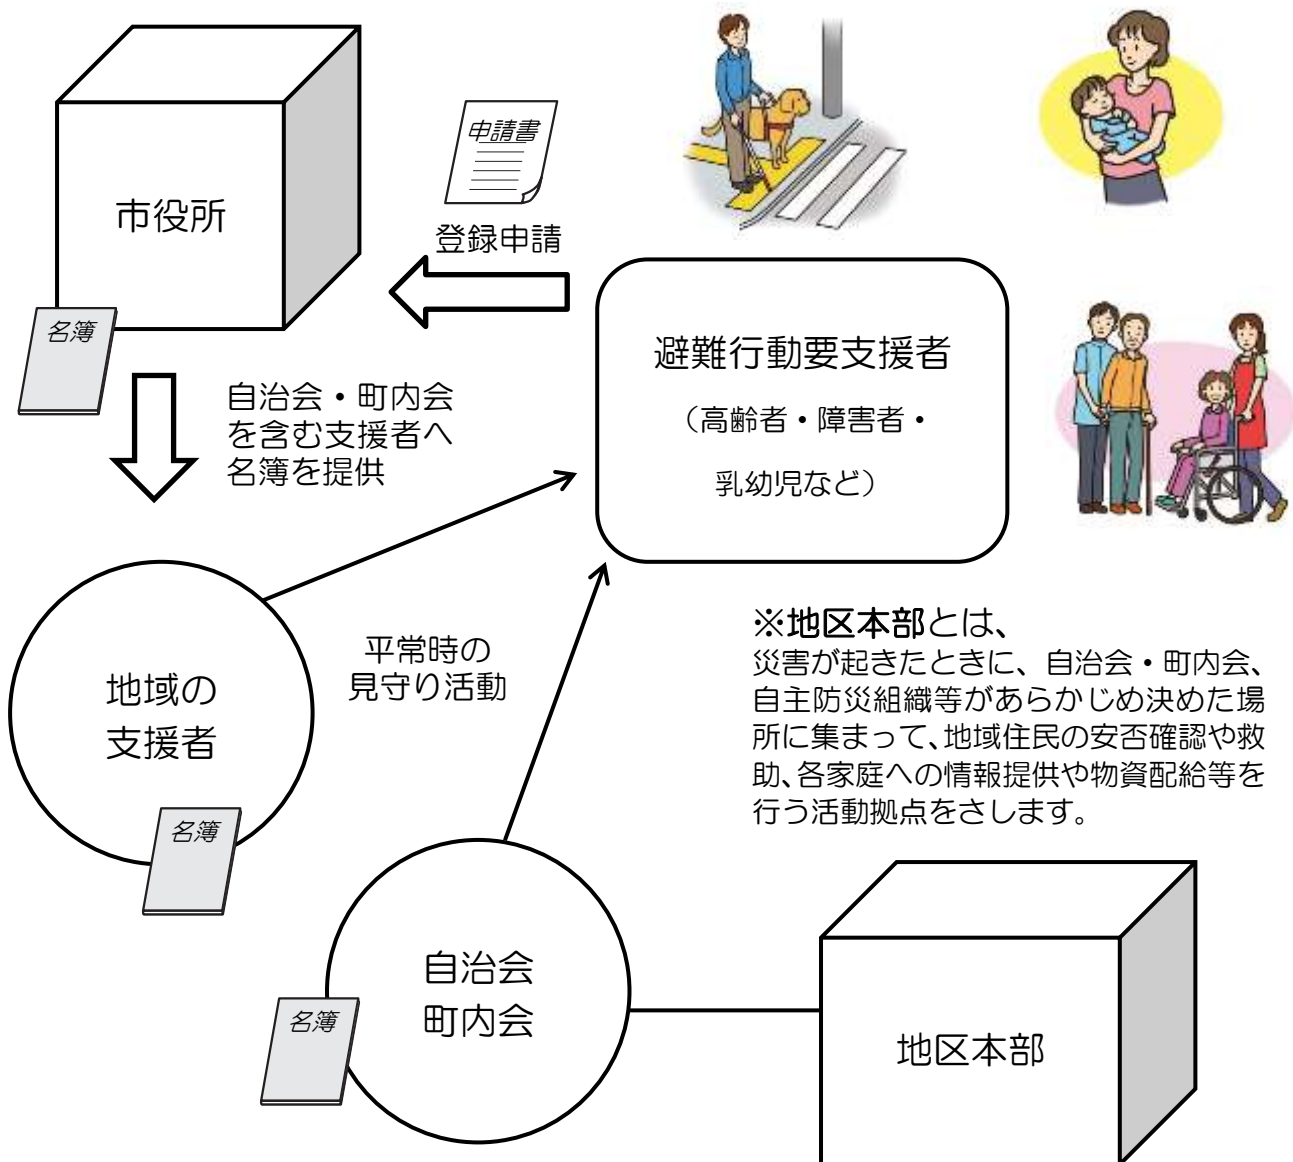 申請書
市役所
登録申請
名簿
自治会・町内会
を含む支援者へ
名簿を提供
避難行動要支援者
（高齢者・障害者・
乳幼児など）
平常時の
見守り活動
地域の
支援者
名簿
※地区本部とは、
災害が起きたときに、自治会・町内会、
自主防災組織等があらかじめ決めた場
所に集まって、地域住民の安否確認や救
助、各家庭への情報提供や物資配給等を
行う活動拠点をさします。
自治会
町内会
名簿
地区本部